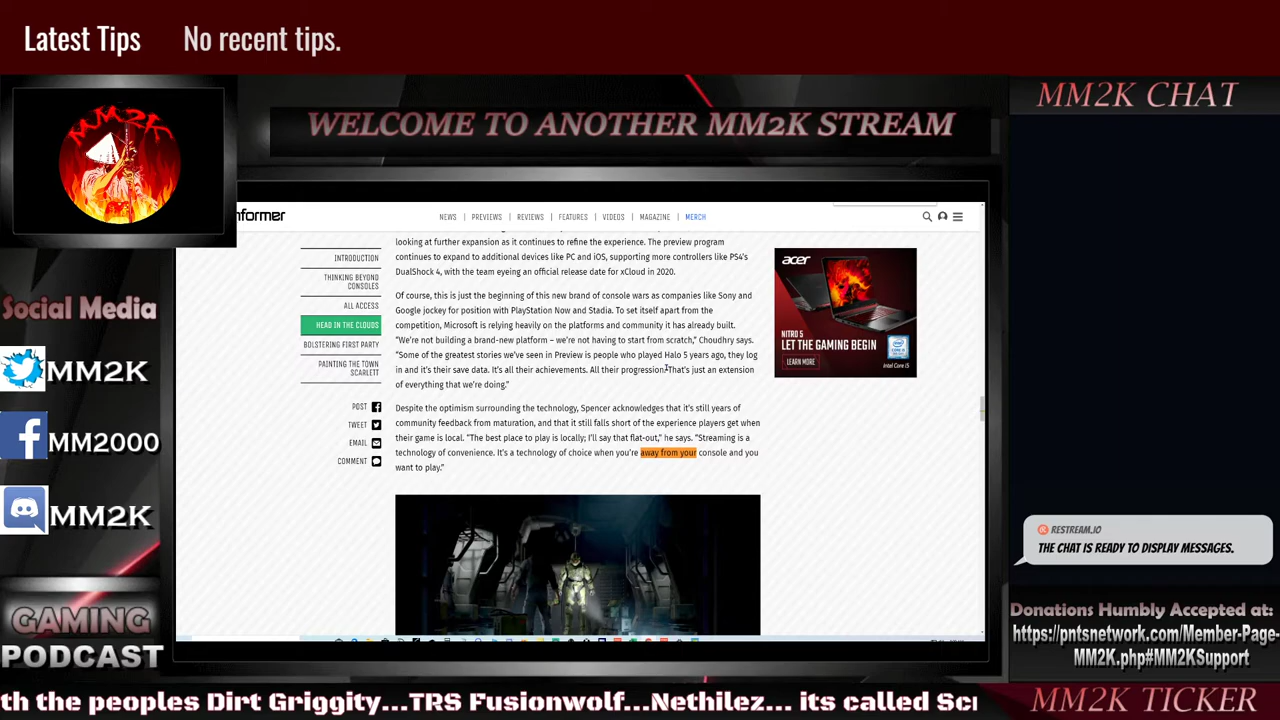 Latest Tips
No recent tips.
MM2K
WELCOME TO ANOTHER MM2K STREAM
MM2K CHAT
nformer
NEWS | PREVIEWS | REVIEWS | FEATURES | VIDEOS | MAGAZINE | MERCH
INTRODUCTION
THINKING BEYOND
CONSOLES
ALL ACCESS
HEAD IN THE CLOUDS
BOLSTERING FIRST PARTY
PAINTING THE TOWN
SCARLETT
POST
TWEET
EMAIL
COMMENT
looking at further expansion as it continues to refine the experience. The preview program
continues to expand to additional devices like PC and iOS, supporting more controllers like PS4's
DualShock 4, with the team eyeing an official release date for xCloud in 2020.
Of course, this is just the beginning of this new brand of console wars as companies like Sony and
Google jockey for position with PlayStation Now and Stadia. To set itself apart from the
competition, Microsoft is relying heavily on the platforms and community it has already built.
"We're not building a brand-new platform – we're not having to start from scratch," Choudhry says.
"Some of the greatest stories we've seen in Preview is people who played Halo 5 years ago, they log
in and it's their save data. It's all their achievements. All their progression. That's just an extension
of everything that we're doing."
Despite the optimism surrounding the technology, Spencer acknowledges that it's still years of
community feedback from maturation, and that it still falls short of the experience players get when
their game is local. "The best place to play is locally; I'll say that flat-out," he says. "Streaming is a
technology of convenience. It's a technology of choice when you're away from your console and you
want to play."
acer
NITRO 5
LET THE GAMING BEGIN
LEARN MORE
intel Core i5
Social Media
MM2K
MM2000
MM2K
GAMING
PODCAST
RESTREAM.IO
THE CHAT IS READY TO DISPLAY MESSAGES.
Donations Humbly Accepted at:
https://pntsnetwork.com/Member-Page-
MM2K.php#MM2KSupport
th the peoples Dirt Griggity...TRS Fusionwolf...Nethilez... its called Sc
MM2K TICKER